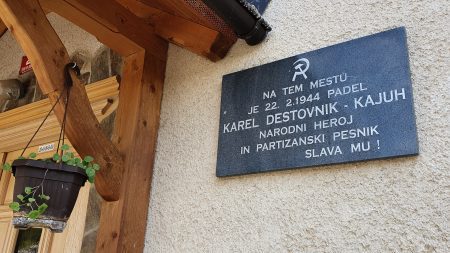 NA TEM MESTU
JE 22. 2.1944 PADEL
KAREL DESTOVNIK - KAJUH
NARODNI HEROJ
IN PARTIZANSKI PESNIK
SLAVA MU !